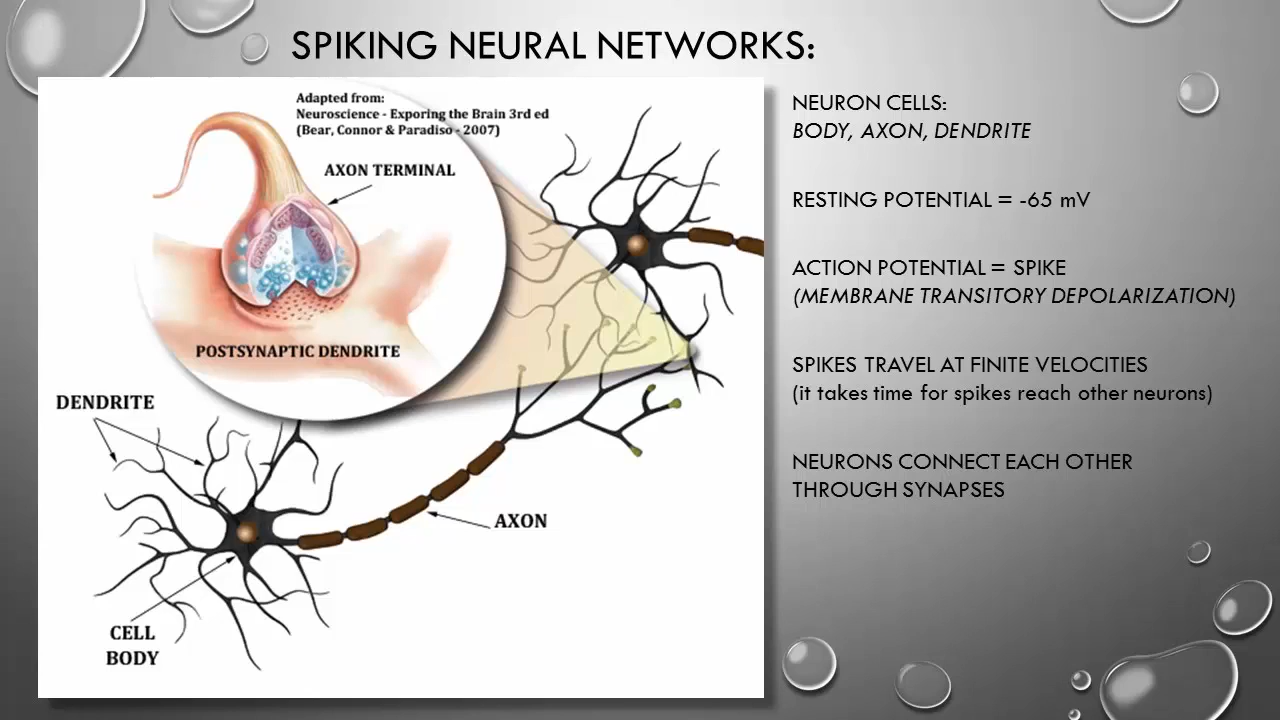 SPIKING NEURAL NETWORKS:
Adapted from:
Neuroscience - Exporing the Brain 3rd ed
(Bear, Connor & Paradiso - 2007)
AXON TERMINAL
POSTSYNAPTIC DENDRITE
DENDRITE
AXON
CELL
BODY
NEURON CELLS:
BODY, AXON, DENDRITE
RESTING POTENTIAL = -65 mV
ACTION POTENTIAL = SPIKE
(MEMBRANE TRANSITORY DEPOLARIZATION)
SPIKES TRAVEL AT FINITE VELOCITIES
(it takes time for spikes reach other neurons)
NEURONS CONNECT EACH OTHER
THROUGH SYNAPSES